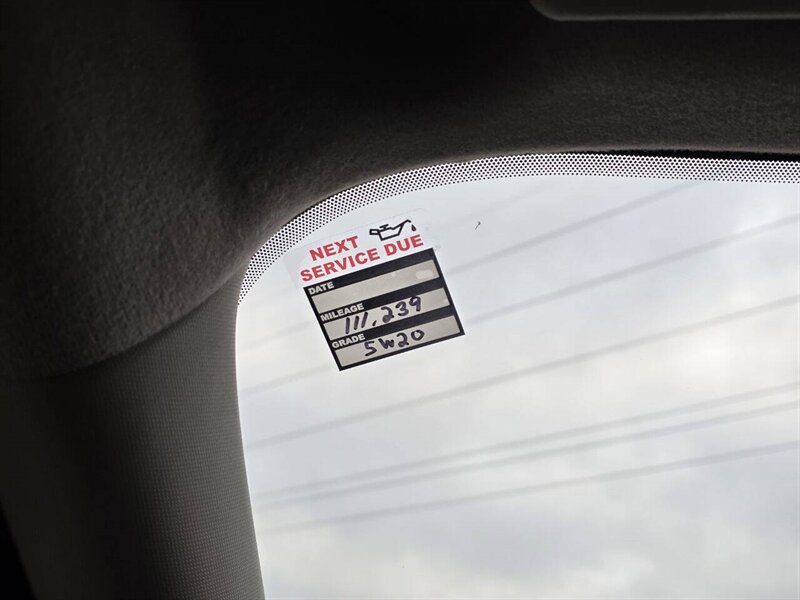 NEXT
SERVICE DUE
DATE
MILEAGE
111,239
GRADE
5W20